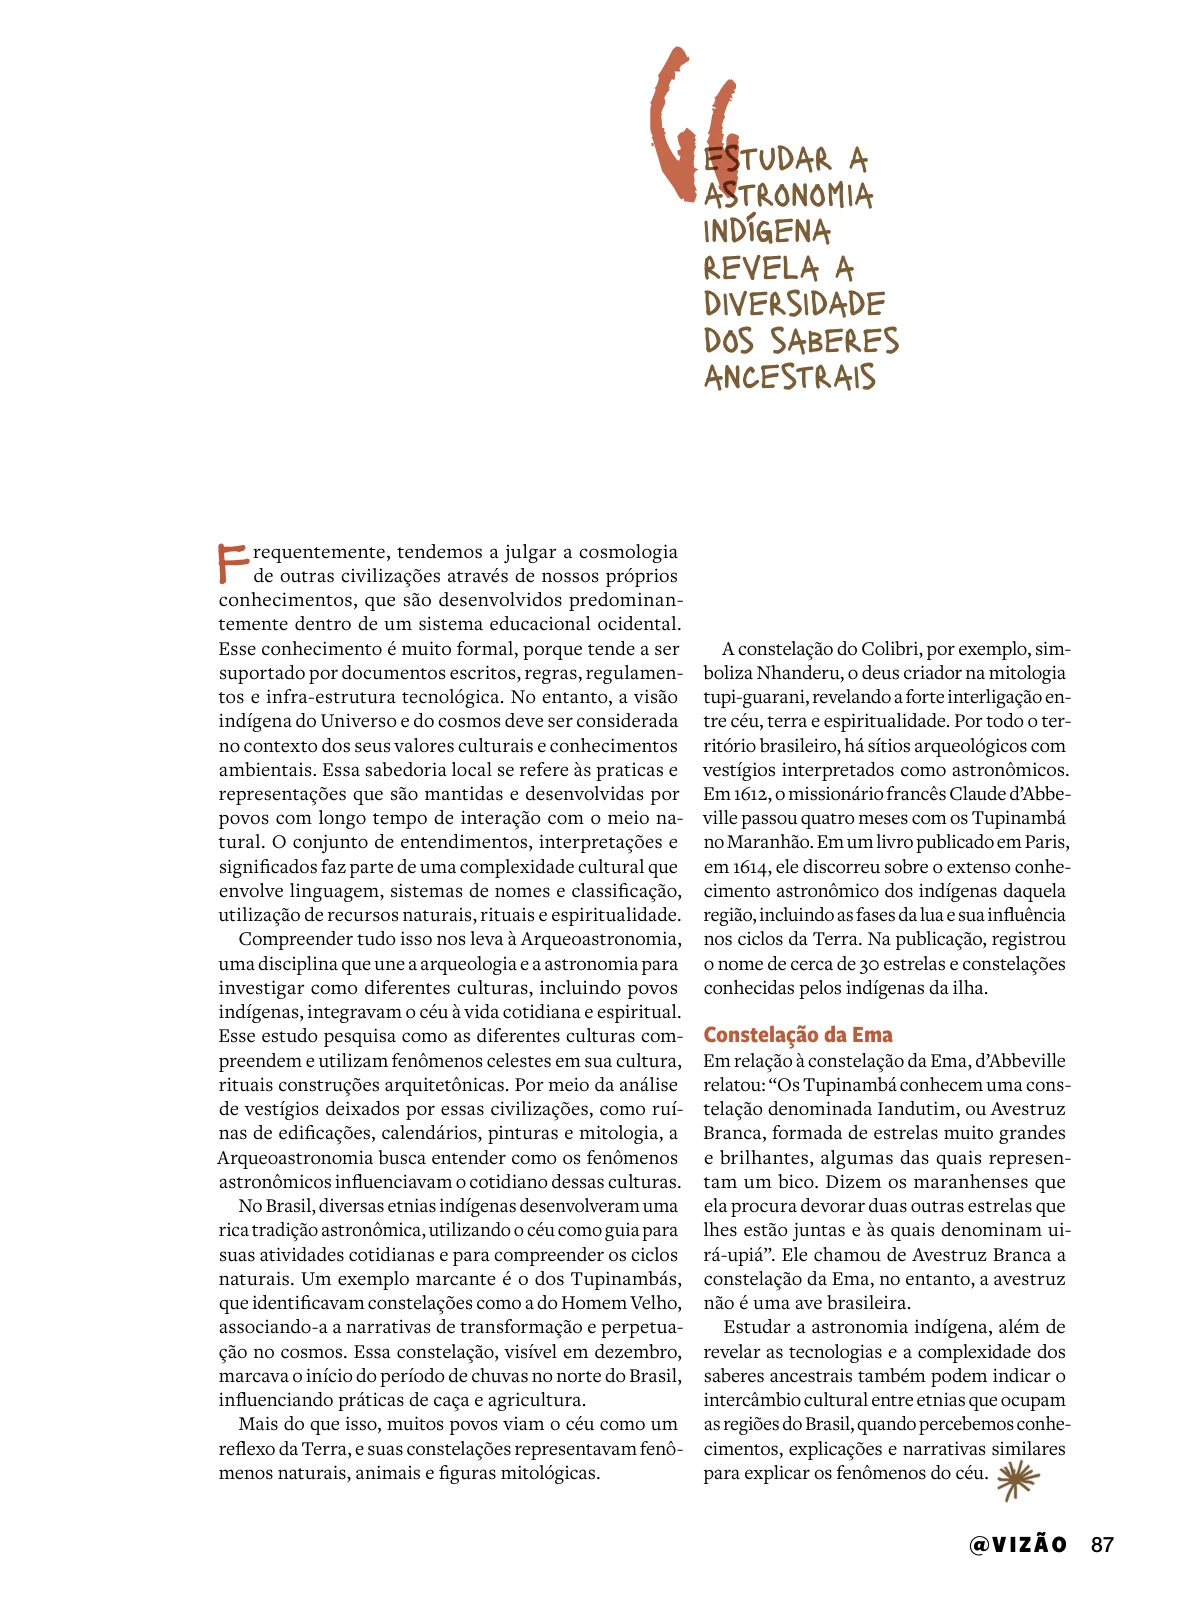 ESTUDAR A
ASTRONOMIA
INDÍGENA
REVELA A
DIVERSIDADE
DOS SABERES
ANCESTRAIS
Frequentemente, tendemos a julgar a cosmologia
de outras civilizações através de nossos próprios
conhecimentos, que são desenvolvidos predominan-
temente dentro de um sistema educacional ocidental.
Esse conhecimento é muito formal, porque tende a ser
suportado por documentos escritos, regras, regulamen-
tos e infra-estrutura tecnológica. No entanto, a visão
indígena do Universo e do cosmos deve ser considerada
no contexto dos seus valores culturais e conhecimentos
ambientais. Essa sabedoria local se refere às praticas e
representações que são mantidas e desenvolvidas por
povos com longo tempo de interação com o meio na-
tural. O conjunto de entendimentos, interpretações e
significados faz parte de uma complexidade cultural que
envolve linguagem, sistemas de nomes e classificação,
utilização de recursos naturais, rituais e espiritualidade.
Compreender tudo isso nos leva à Arqueoastronomia,
uma disciplina que une a arqueologia e a astronomia para
investigar como diferentes culturas, incluindo povos
indígenas, integravam o céu à vida cotidiana e espiritual.
Esse estudo pesquisa como as diferentes culturas com-
preendem e utilizam fenômenos celestes em sua cultura,
rituais construções arquitetônicas. Por meio da análise
de vestígios deixados por essas civilizações, como ruí-
nas de edificações, calendários, pinturas e mitologia, a
Arqueoastronomia busca entender como os fenômenos
astronômicos influenciavam o cotidiano dessas culturas.
No Brasil, diversas etnias indígenas desenvolveram uma
rica tradição astronômica, utilizando o céu como guia para
suas atividades cotidianas e para compreender os ciclos
naturais. Um exemplo marcante é o dos Tupinambás,
que identificavam constelações como a do Homem Velho,
associando-a a narrativas de transformação e perpetua-
ção no cosmos. Essa constelação, visível em dezembro,
marcava o início do período de chuvas no norte do Brasil,
influenciando práticas de caça e agricultura.
Mais do que isso, muitos povos viam o céu como um
reflexo da Terra, e suas constelações representavam fenô-
menos naturais, animais e figuras mitológicas.
A constelação do Colibri, por exemplo, sim-
boliza Nhanderu, o deus criador na mitologia
tupi-guarani, revelando a forte interligação en-
tre céu, terra e espiritualidade. Por todo o ter-
ritório brasileiro, há sítios arqueológicos com
vestígios interpretados como astronômicos.
Em 1612, o missionário francês Claude d’Abbe-
ville passou quatro meses com os Tupinambá
no Maranhão. Em um livro publicado em Paris,
em 1614, ele discorreu sobre o extenso conhe-
cimento astronômico dos indígenas daquela
região, incluindo as fases da lua e sua influência
nos ciclos da Terra. Na publicação, registrou
o nome de cerca de 30 estrelas e constelações
conhecidas pelos indígenas da ilha.
Constelação da Ema
Em relação à constelação da Ema, d’Abbeville
relatou: “Os Tupinambá conhecem uma cons-
telação denominada Iandutim, ou Avestruz
Branca, formada de estrelas muito grandes
e brilhantes, algumas das quais represen-
tam um bico. Dizem os maranhenses que
ela procura devorar duas outras estrelas que
lhes estão juntas e às quais denominam ui-
rá-upiá”. Ele chamou de Avestruz Branca a
constelação da Ema, no entanto, a avestruz
não é uma ave brasileira.
Estudar a astronomia indígena, além de
revelar as tecnologias e a complexidade dos
saberes ancestrais também podem indicar o
intercâmbio cultural entre etnias que ocupam
as regiões do Brasil, quando percebemos conhe-
cimentos, explicações e narrativas similares
para explicar os fenômenos do céu.
@VIZÃO 87